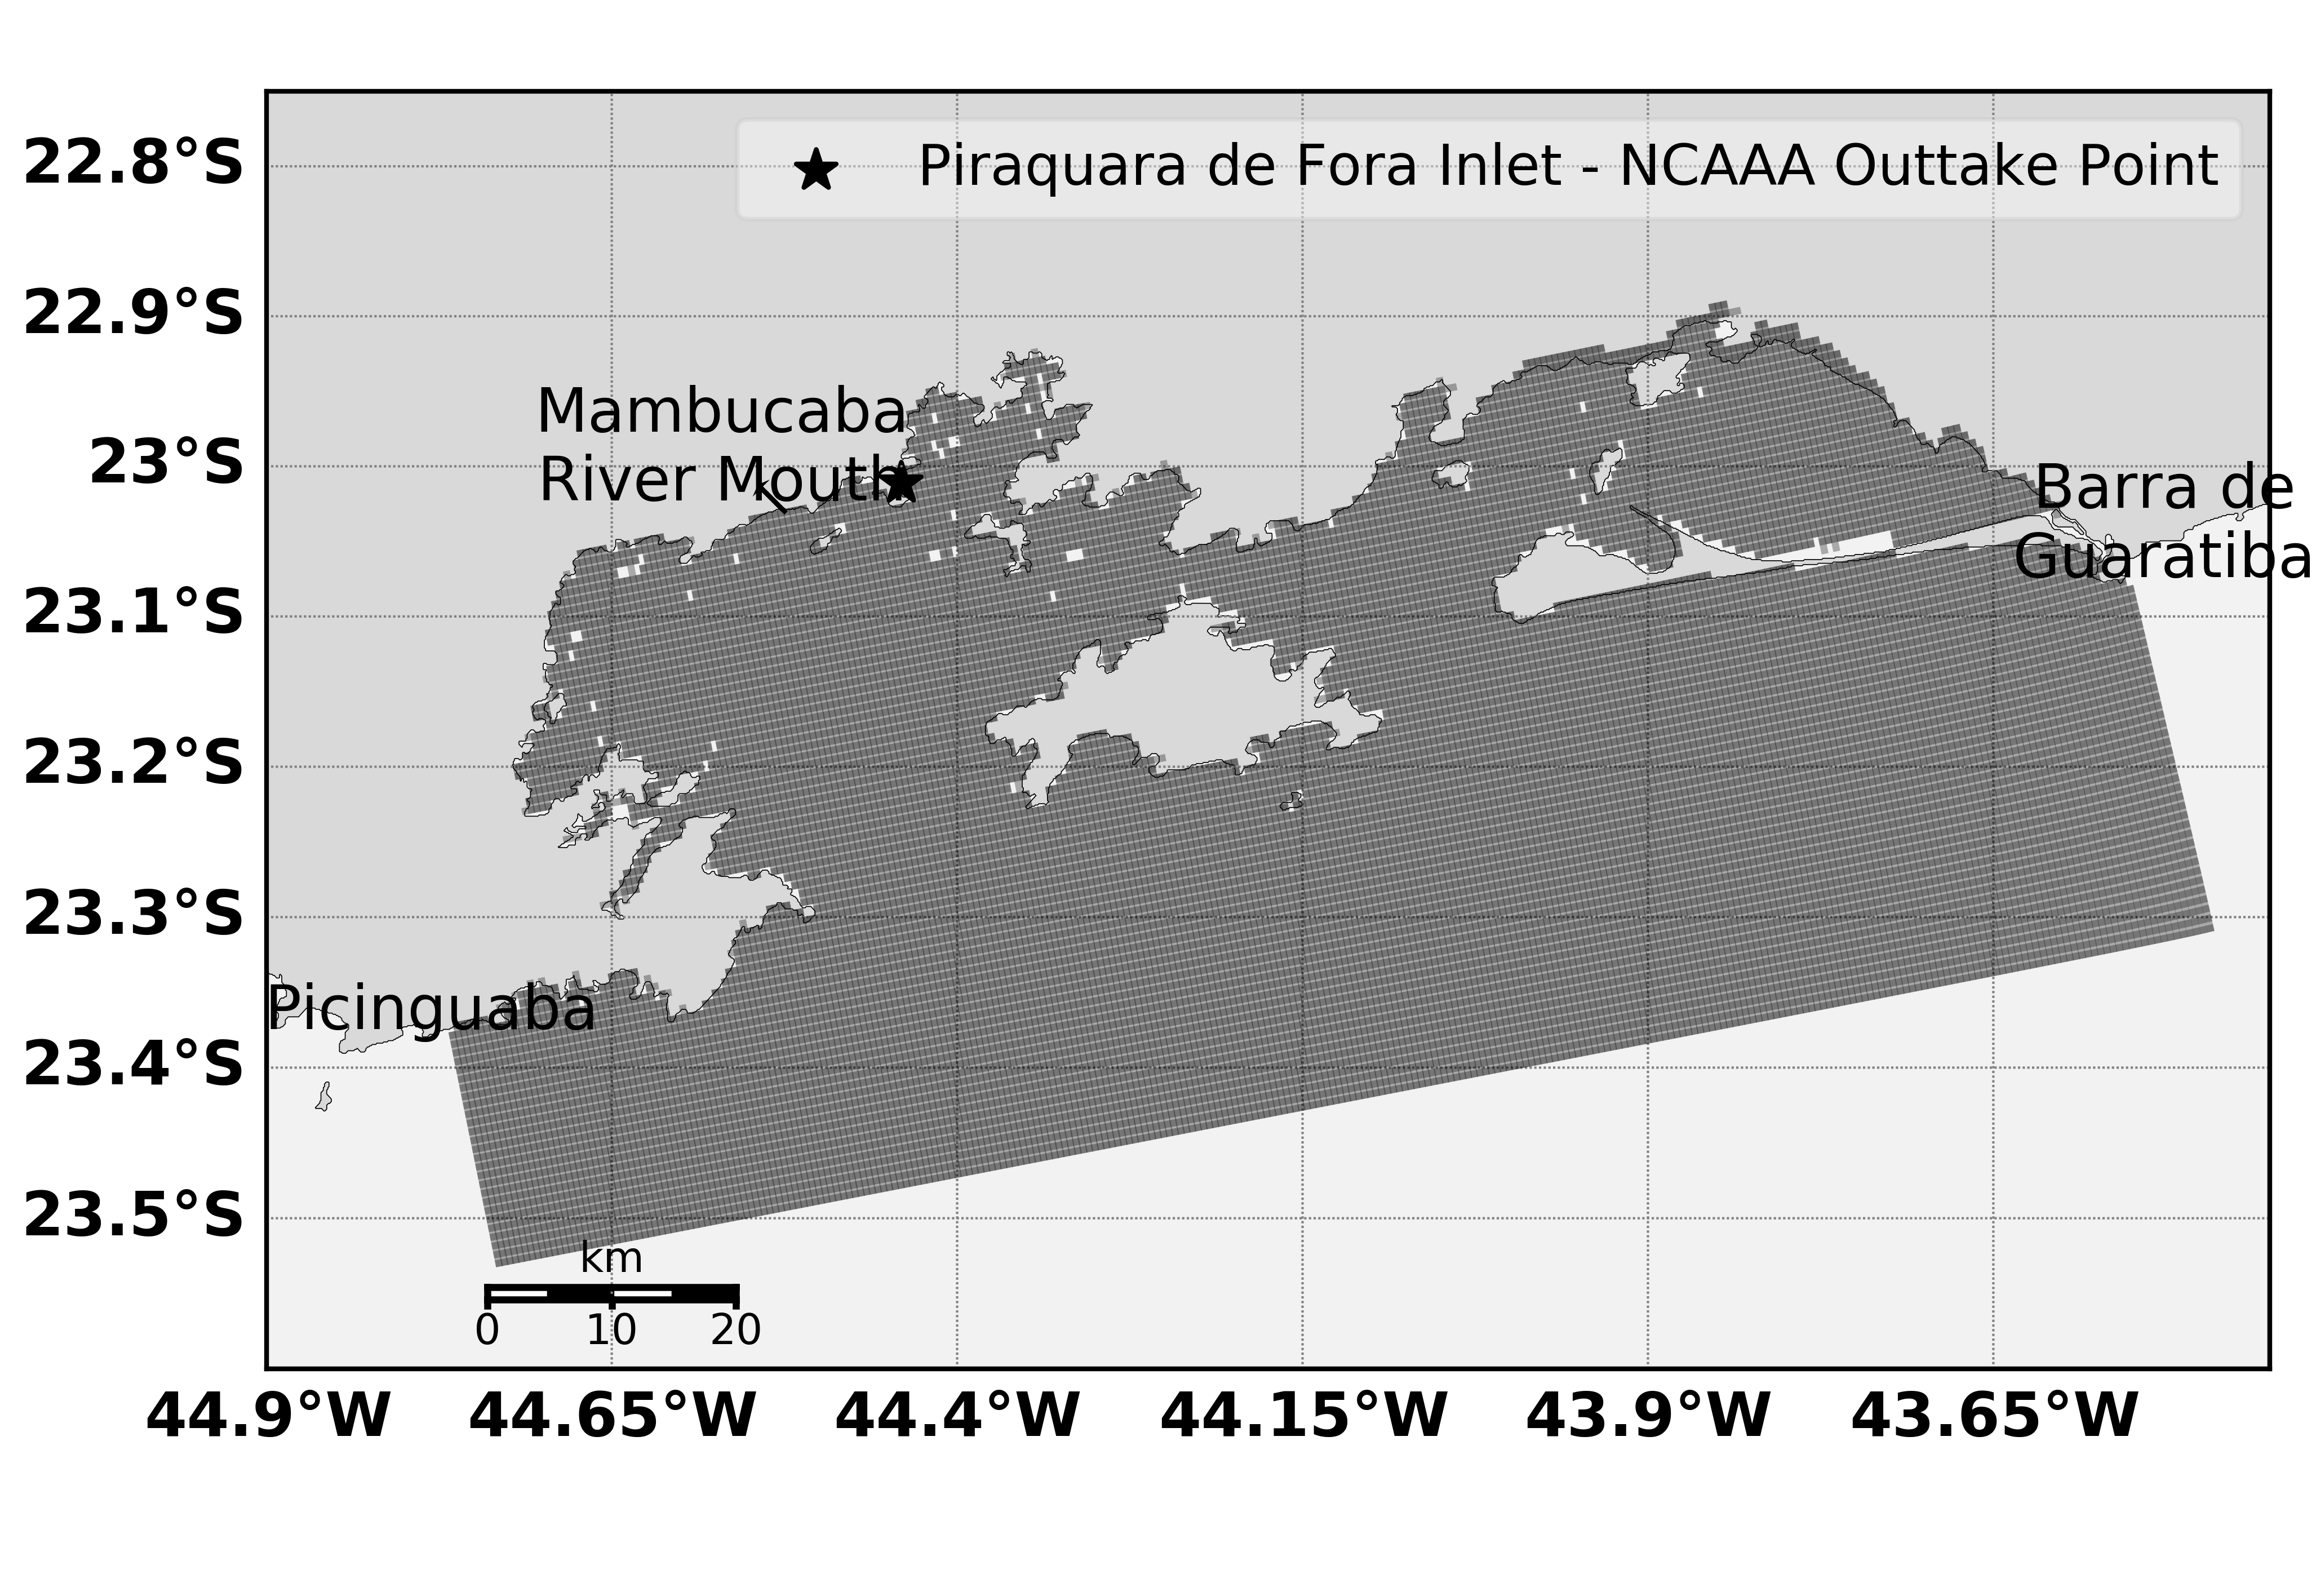 22.8°S
Piraquara de Fora Inlet - NCAAA Outtake Point
22.9°S
Mambucaba
River Mouth
23°S
Barra de
Guaratiba
23.1°S
23.2°S
23.3°S
Picinguaba
23.4°S
23.5°S
km
0 10 20
44.9°W 44.65°W 44.4°W 44.15°W 43.9°W 43.65°W